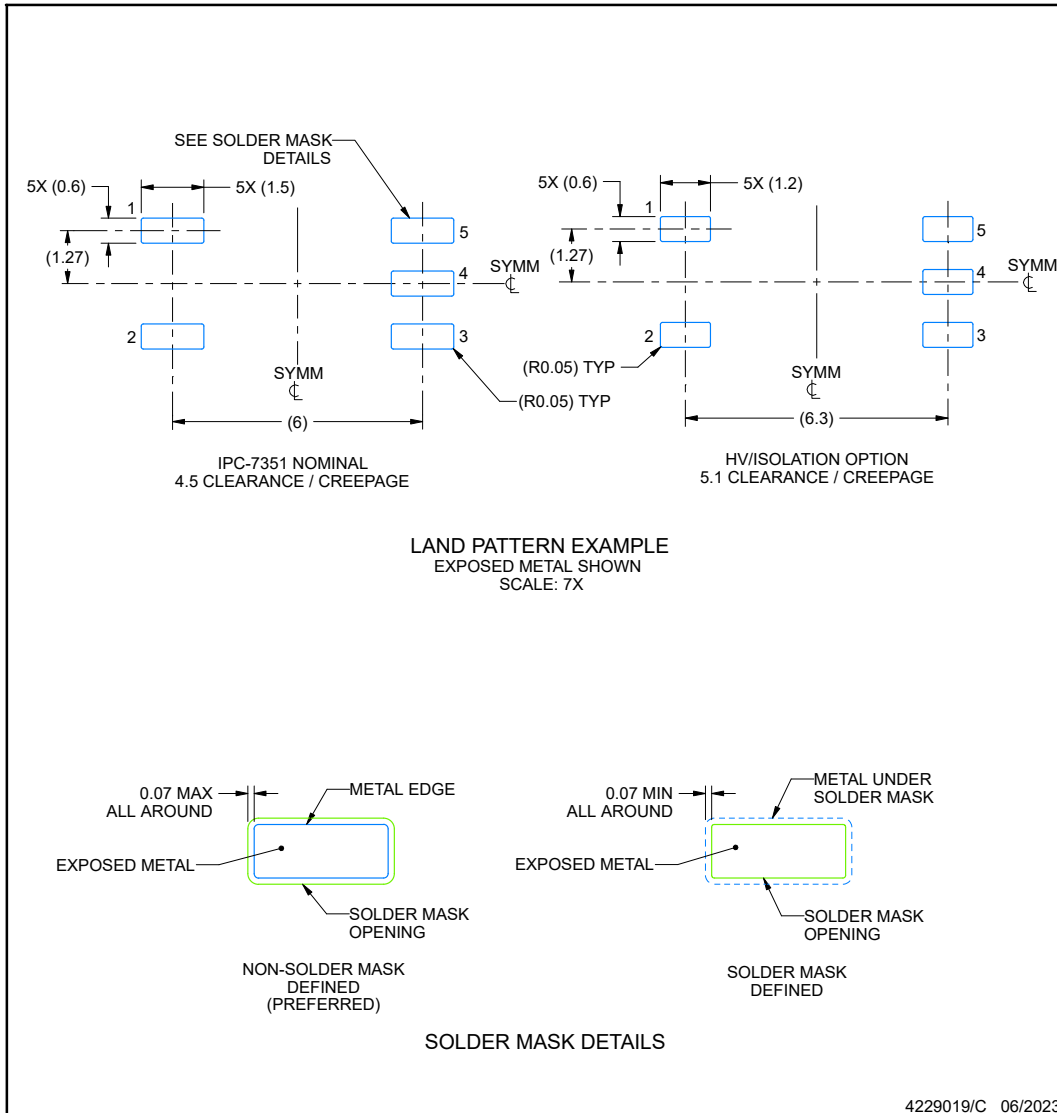 SEE SOLDER MASK
DETAILS
5X (0.6)
5X (1.5)
1
5
(1.27)
4
SYMM
℄
2
3
SYMM
℄
(R0.05) TYP
(6)
IPC-7351 NOMINAL
4.5 CLEARANCE / CREEPAGE
5X (0.6)
5X (1.2)
1
5
(1.27)
4
SYMM
℄
2
3
(R0.05) TYP
SYMM
℄
(6.3)
HV/ISOLATION OPTION
5.1 CLEARANCE / CREEPAGE
LAND PATTERN EXAMPLE
EXPOSED METAL SHOWN
SCALE: 7X
0.07 MAX
ALL AROUND
METAL EDGE
EXPOSED METAL
SOLDER MASK
OPENING
NON-SOLDER MASK
DEFINED
(PREFERRED)
0.07 MIN
ALL AROUND
METAL UNDER
SOLDER MASK
EXPOSED METAL
SOLDER MASK
OPENING
SOLDER MASK
DEFINED
SOLDER MASK DETAILS
4229019/C 06/2023